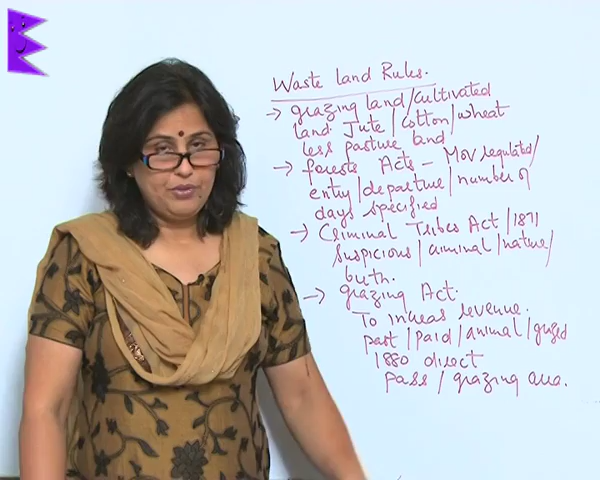 Waste land Rules.
→ grazing land/cultivated
land Jute / cotton/wheat
less pasture land
→ forests Acts – Mov regulated/
entry/departure/number of
days specified
→ Criminal Tribes Act/1871
suspicious/criminal/nature/
birth.
→ grazing Act.
To increas revenue.
past/paid/animal/grazed
1880 direct
pass / grazing area.